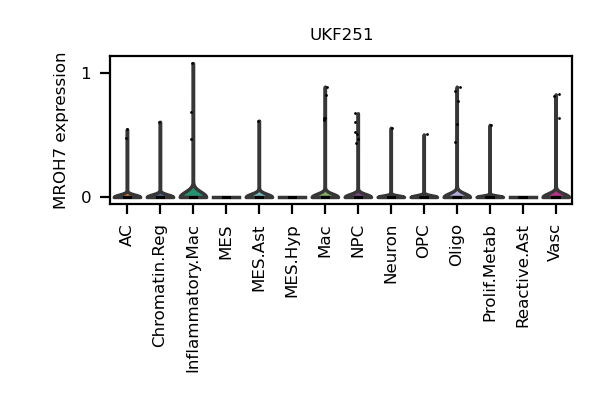 UKF251
MROH7 expression
1
0
AC
Chromatin.Reg
Inflammatory.Mac
MES
MES.Ast
MES.Hyp
Mac
NPC
Neuron
OPC
Oligo
Prolif.Metab
Reactive.Ast
Vasc